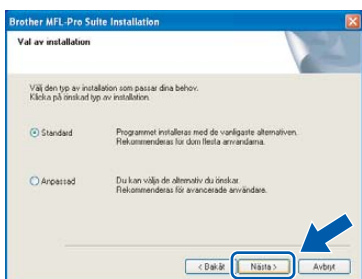 Brother MFL-Pro Suite Installation
Val av installation
Välj den typ av installation som passar dina behov.
Klicka på önskad typ av installation.
Standard
Programmet installeras med de vanligaste alternativen.
Rekommenderas för dom flesta användarna.
Anpassad
Du kan välja de alternativ du önskar.
Rekommenderas för avancerade användare.
< Bakåt
Nästa >
Avbryt